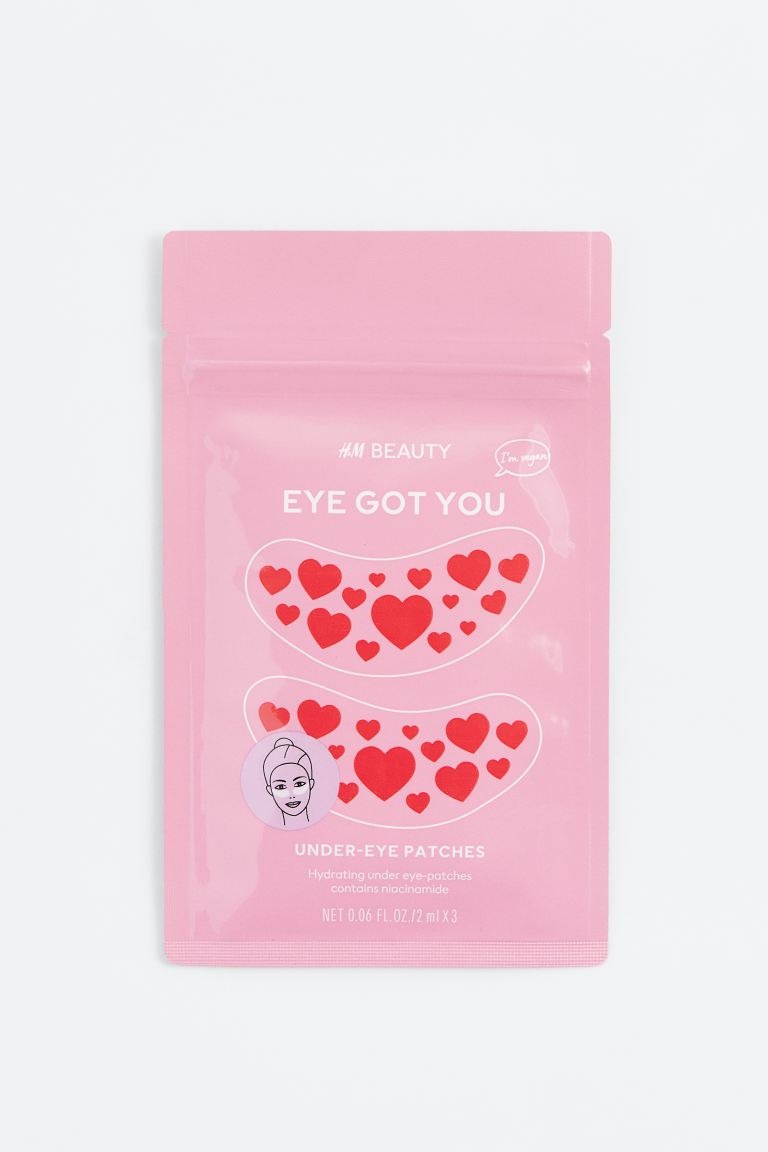 H&M BEAUTY
I'm vegan
EYE GOT YOU
UNDER-EYE PATCHES
Hydrating under eye-patches
contains niacinamide
NET 0.06 FL.OZ./2 ml X 3